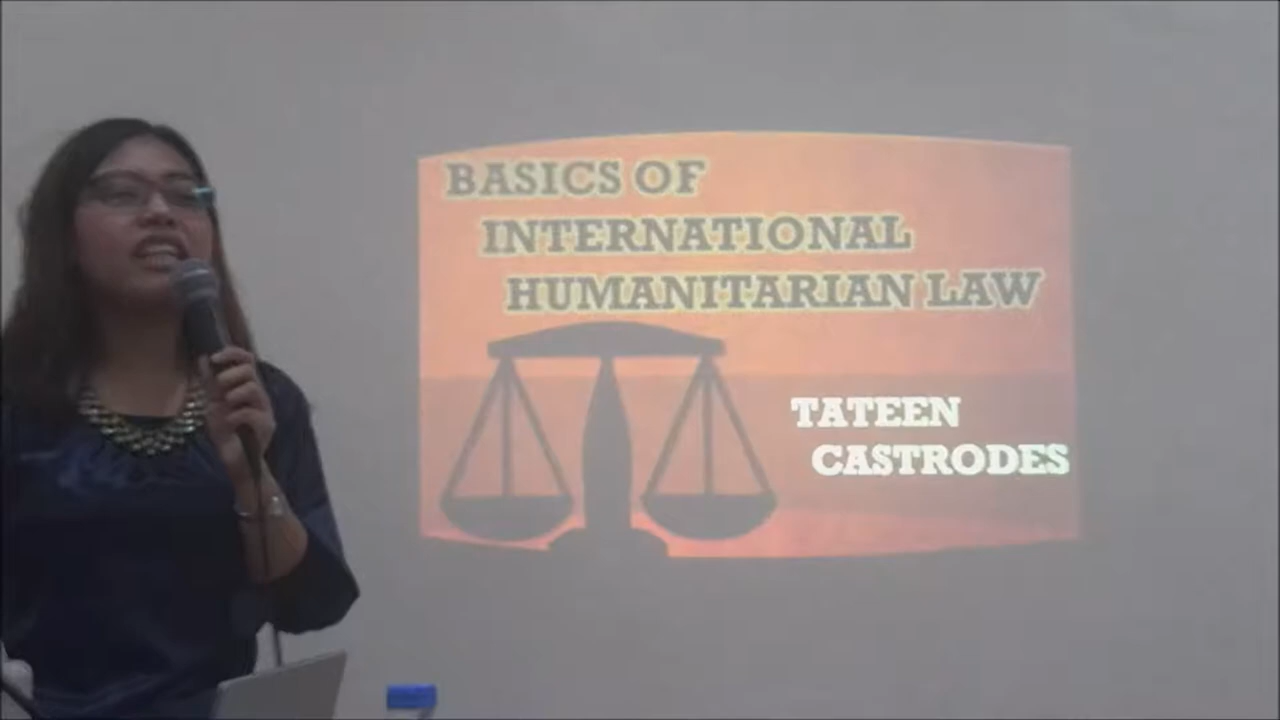 BASICS OF
INTERNATIONAL
HUMANITARIAN LAW
TATEEN
CASTRODES